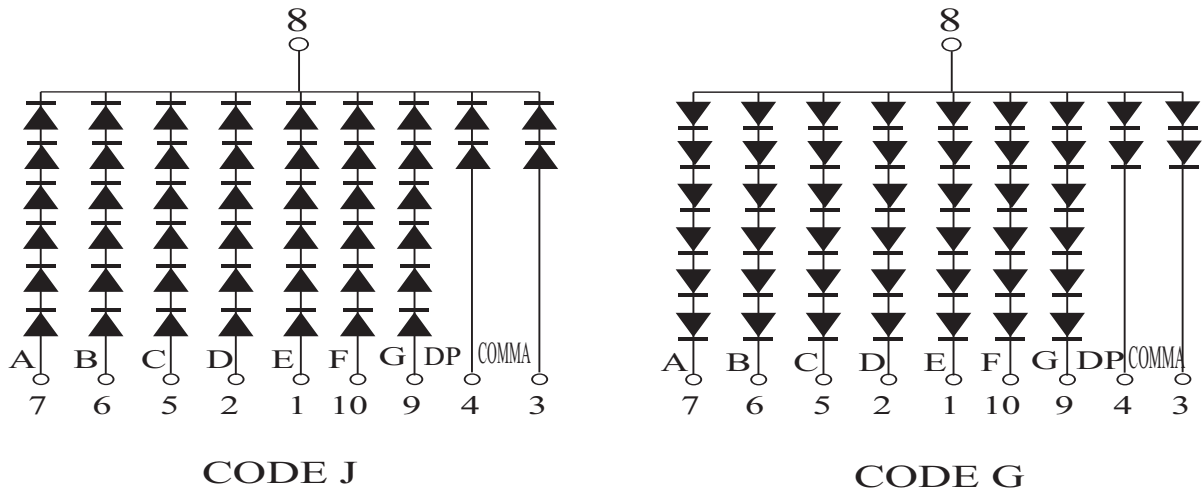 8 8
A B C D E F G DP COMMA A B C D E F G DP COMMA
7 6 5 2 1 10 9 4 3 7 6 5 2 1 10 9 4 3
CODE J CODE G